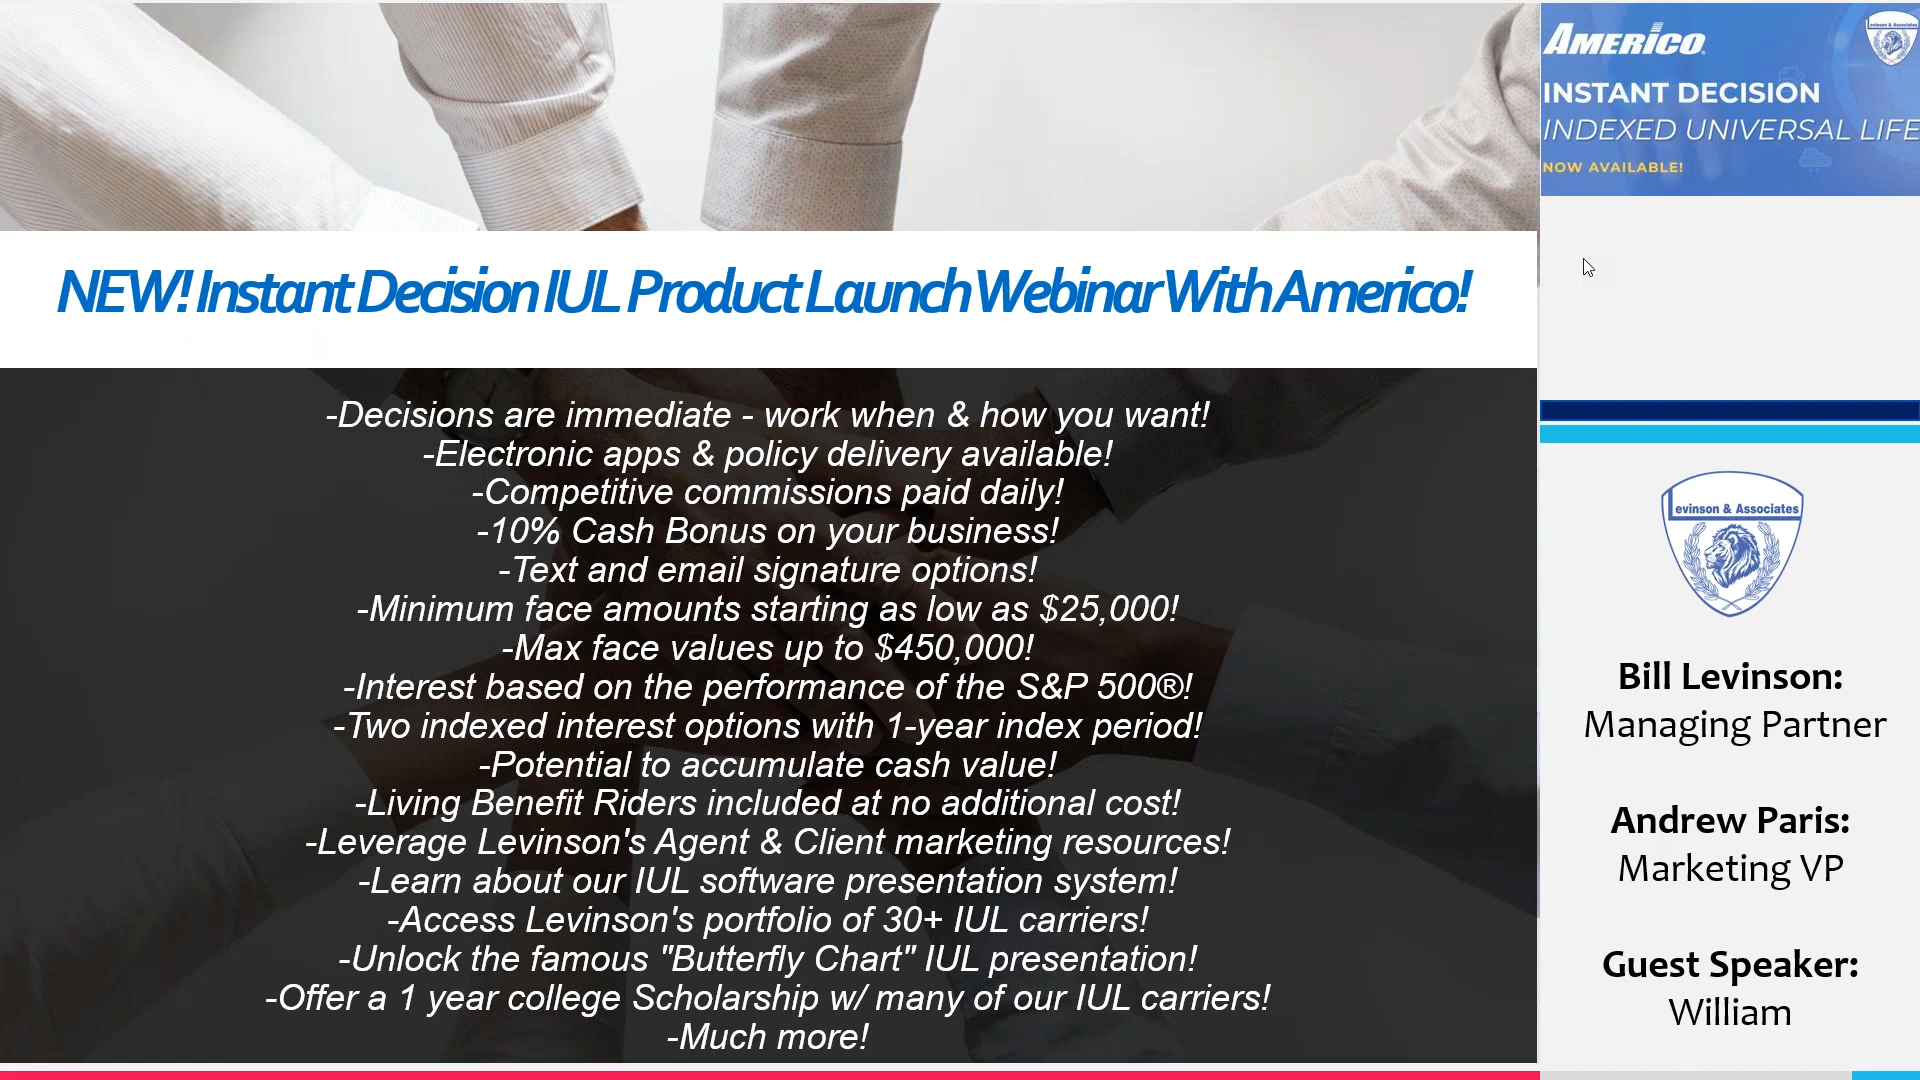 AMERICO
INSTANT DECISION
INDEXED UNIVERSAL LIFE
NOW AVAILABLE!
NEW! Instant Decision IUL Product Launch Webinar With Americo!
-Decisions are immediate - work when & how you want!
-Electronic apps & policy delivery available!
-Competitive commissions paid daily!
-10% Cash Bonus on your business!
-Text and email signature options!
-Minimum face amounts starting as low as $25,000!
-Max face values up to $450,000!
-Interest based on the performance of the S&P 500®!
-Two indexed interest options with 1-year index period!
-Potential to accumulate cash value!
-Living Benefit Riders included at no additional cost!
-Leverage Levinson's Agent & Client marketing resources!
-Learn about our IUL software presentation system!
-Access Levinson's portfolio of 30+ IUL carriers!
-Unlock the famous "Butterfly Chart" IUL presentation!
-Offer a 1 year college Scholarship w/ many of our IUL carriers!
-Much more!
Levinson & Associates
Bill Levinson:
Managing Partner
Andrew Paris:
Marketing VP
Guest Speaker:
William